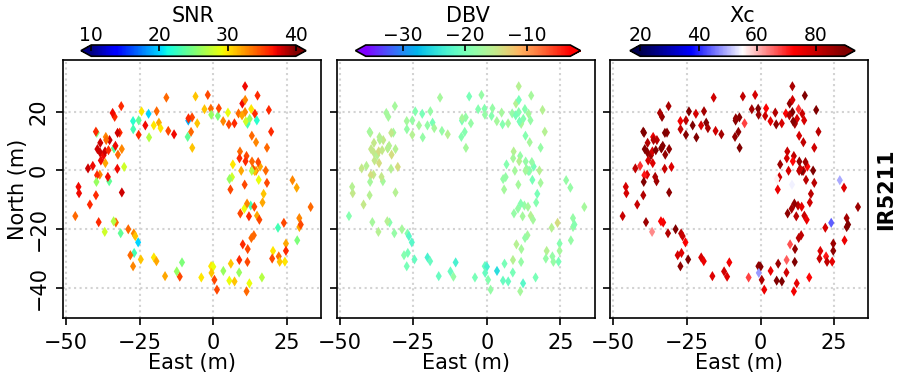 SNR DBV Xc
10 20 30 40 −30 −20 −10 20 40 60 80
North (m)
20
0
−20
−40
IR5211
−50 −25 0 25 −50 −25 0 25 −50 −25 0 25
East (m) East (m) East (m)